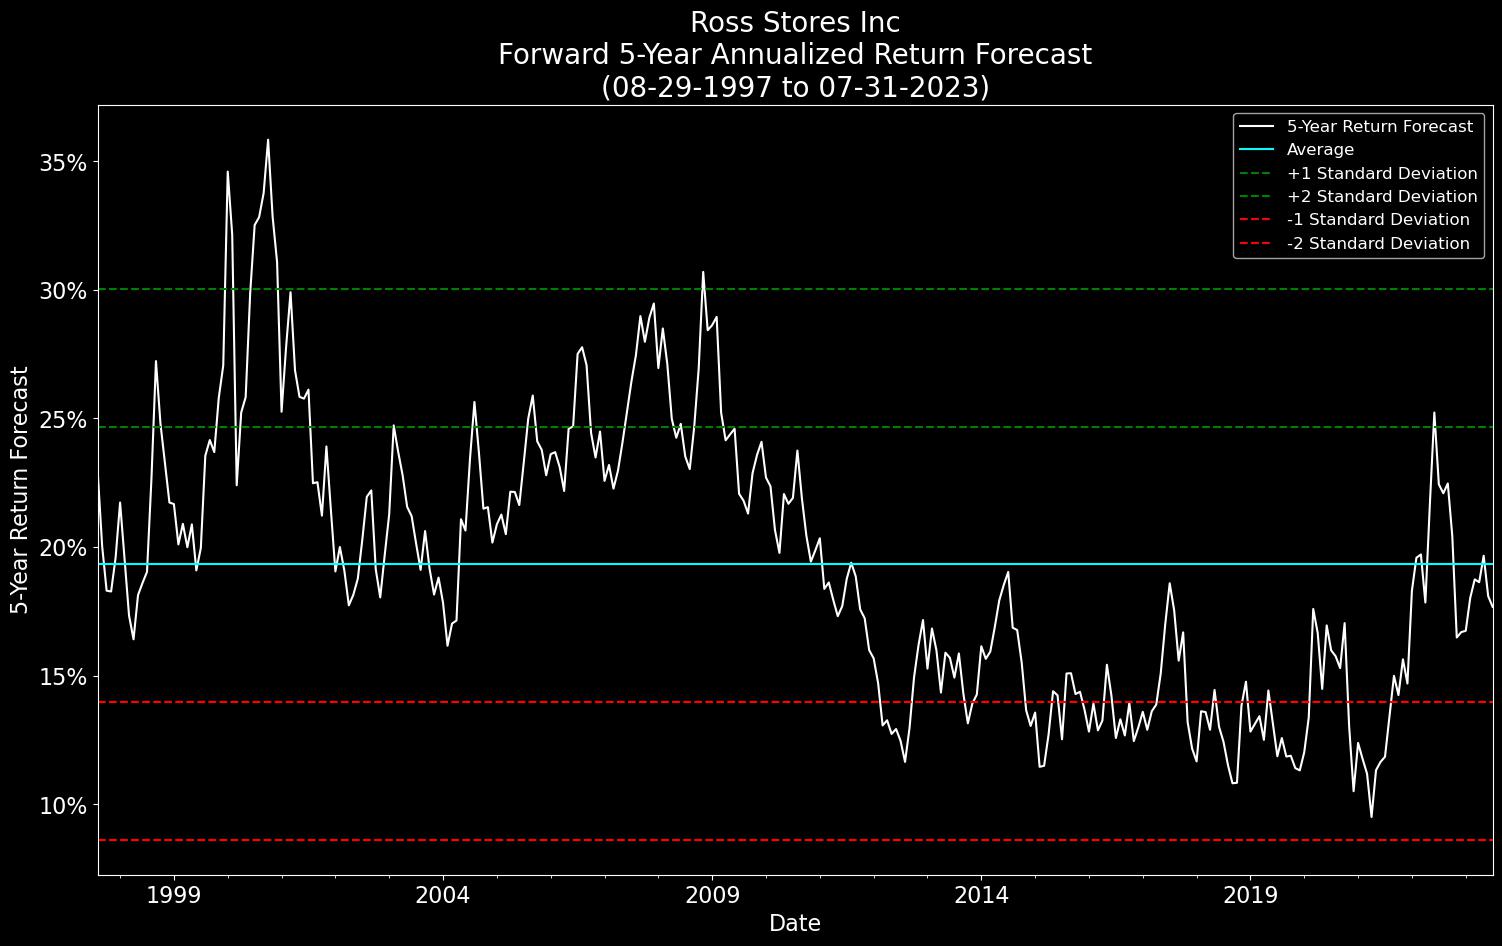 Ross Stores Inc
Forward 5-Year Annualized Return Forecast
(08-29-1997 to 07-31-2023)
5-Year Return Forecast
Average
+1 Standard Deviation
+2 Standard Deviation
-1 Standard Deviation
-2 Standard Deviation
35%
30%
25%
20%
15%
10%
5-Year Return Forecast
1999 2004 2009 2014 2019
Date